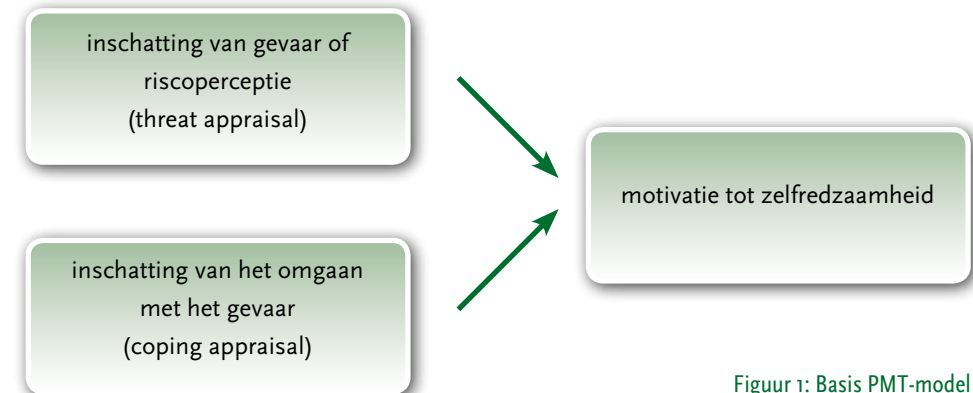 inschatting van gevaar of
riscoperceptie
(threat appraisal)
motivatie tot zelfredzaamheid
inschatting van het omgaan
met het gevaar
(coping appraisal)
Figuur 1: Basis PMT-model